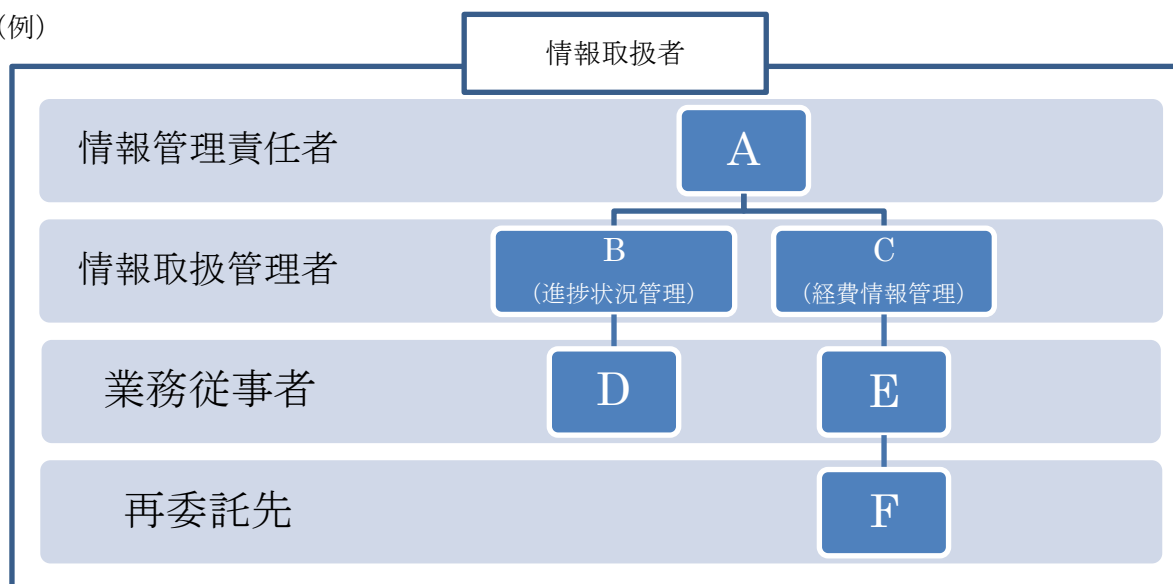 (例)
情報取扱者
情報管理責任者
A
情報取扱管理者
B
(進捗状況管理)
C
(経費情報管理)
業務従事者
D
E
再委託先
F